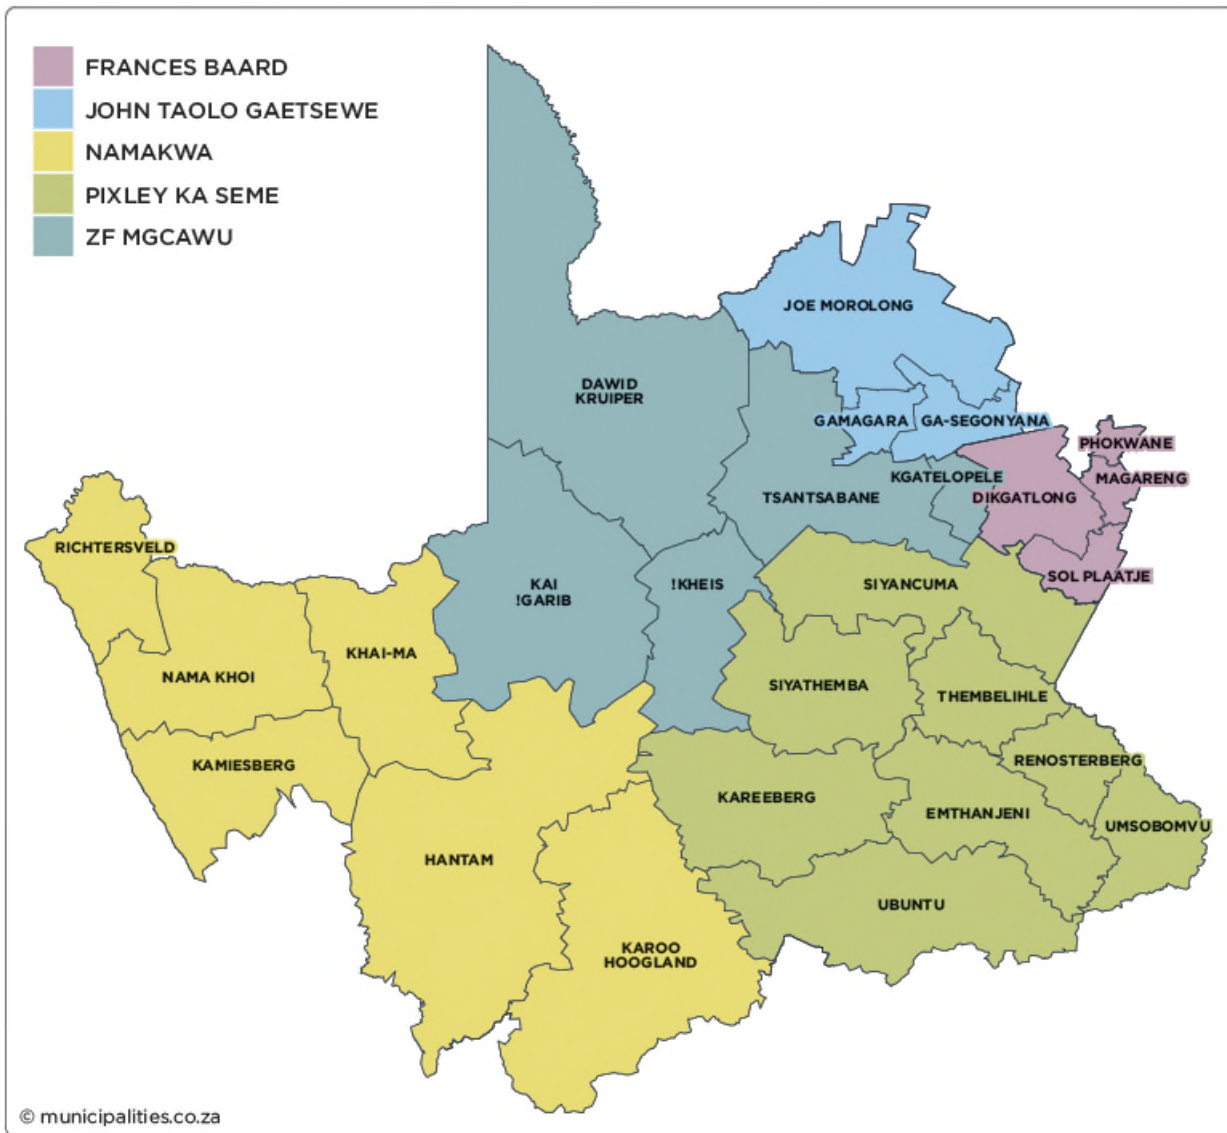 FRANCES BAARD
JOHN TAOLO GAETSEWE
NAMAKWA
PIXLEY KA SEME
ZF MGCAWU
JOE MOROLONG
DAWID
KRUIPER
GAMAGARA
GA-SEGONYANA
PHOKWANE
KGATELOPELE
MAGARENG
TSANTSABANE
DIKGATLONG
RICHTERSVELD
KAI
!GARIB
!KHEIS
SIYANCUMA
SOL PLAATJE
KHAI-MA
NAMA KHOI
SIYATHEMBA
THEMBELIHLE
KAMIESBERG
RENOSTERBERG
KAREEBERG
EMTHANJENI
UMSOBOMVU
HANTAM
UBUNTU
KAROO
HOOGLAND
© municipalities.co.za